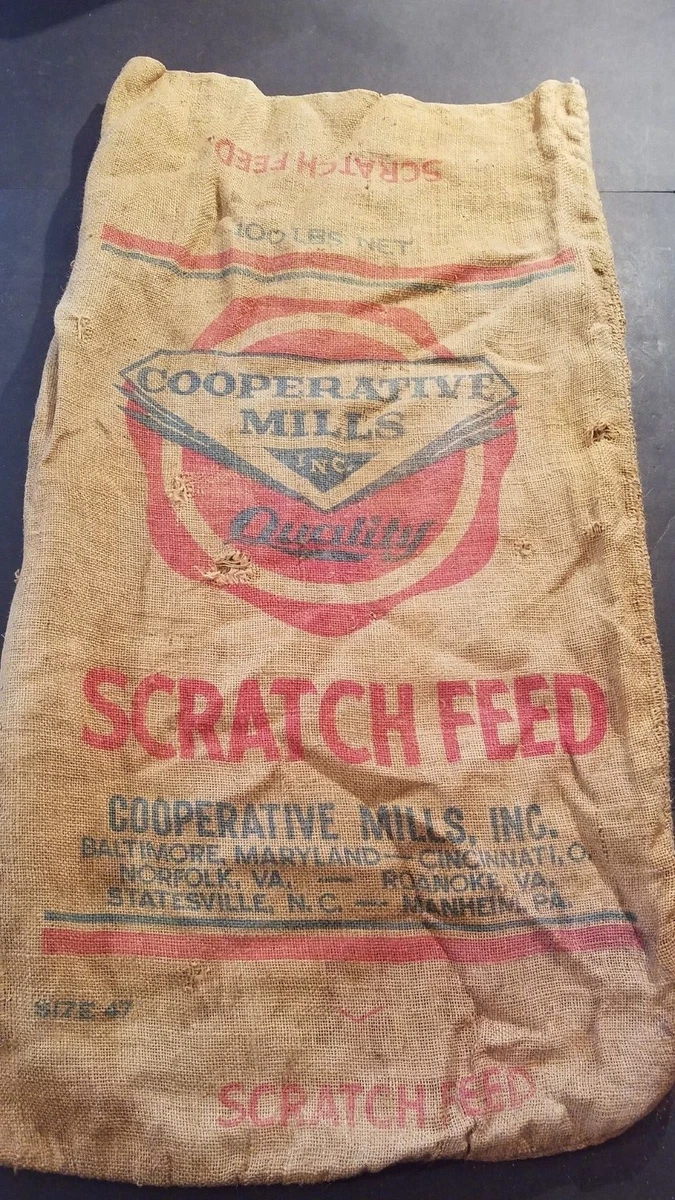 SCRATCH FEED
100 LBS NET
COOPERATIVE
MILLS
INC.
Quality
SCRATCH FEED
COOPERATIVE MILLS, INC.
BALTIMORE, MARYLAND — CINCINNATI, O.
NORFOLK, VA. — ROANOKE, VA.
STATESVILLE, N.C. — MANHEIM, PA.
SIZE 47
SCRATCH FEED